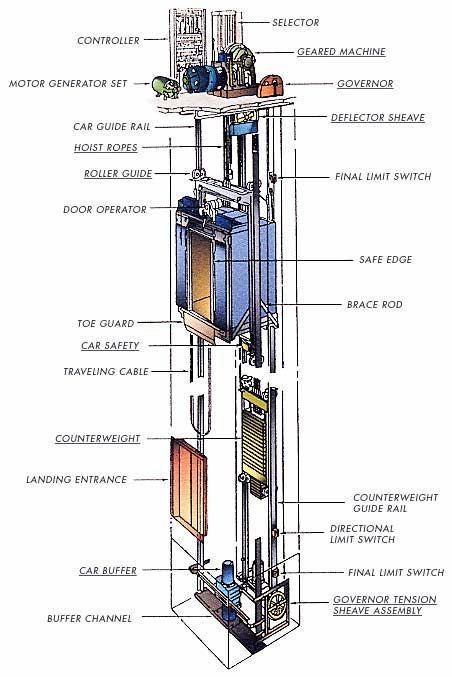 SELECTOR
CONTROLLER
GEARED MACHINE
MOTOR GENERATOR SET
GOVERNOR
DEFLECTOR SHEAVE
CAR GUIDE RAIL
HOIST ROPES
ROLLER GUIDE
FINAL LIMIT SWITCH
DOOR OPERATOR
SAFE EDGE
BRACE ROD
TOE GUARD
CAR SAFETY
TRAVELING CABLE
COUNTERWEIGHT
LANDING ENTRANCE
COUNTERWEIGHT
GUIDE RAIL
DIRECTIONAL
LIMIT SWITCH
CAR BUFFER
FINAL LIMIT SWITCH
GOVERNOR TENSION
SHEAVE ASSEMBLY
BUFFER CHANNEL